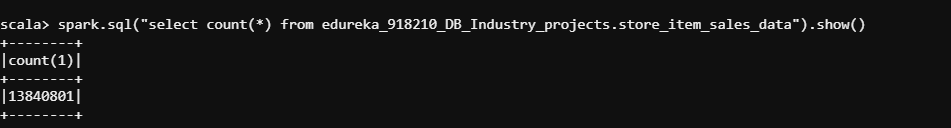 scala> spark.sql("select count(*) from edureka_918210_DB_Industry_projects.store_item_sales_data").show()
+--------+
|count(1)|
+--------+
|13840801|
+--------+